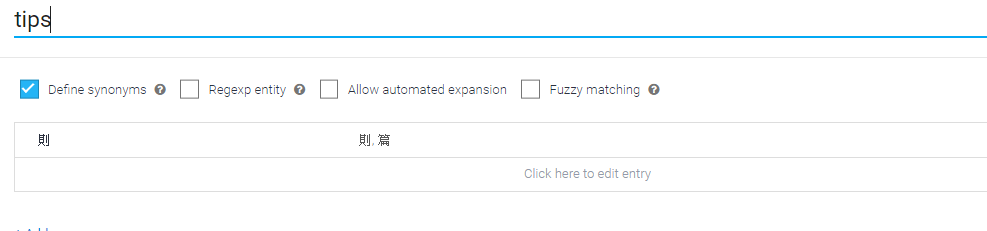 tips
Define synonyms Regexp entity Allow automated expansion Fuzzy matching
則 則, 篇
Click here to edit entry